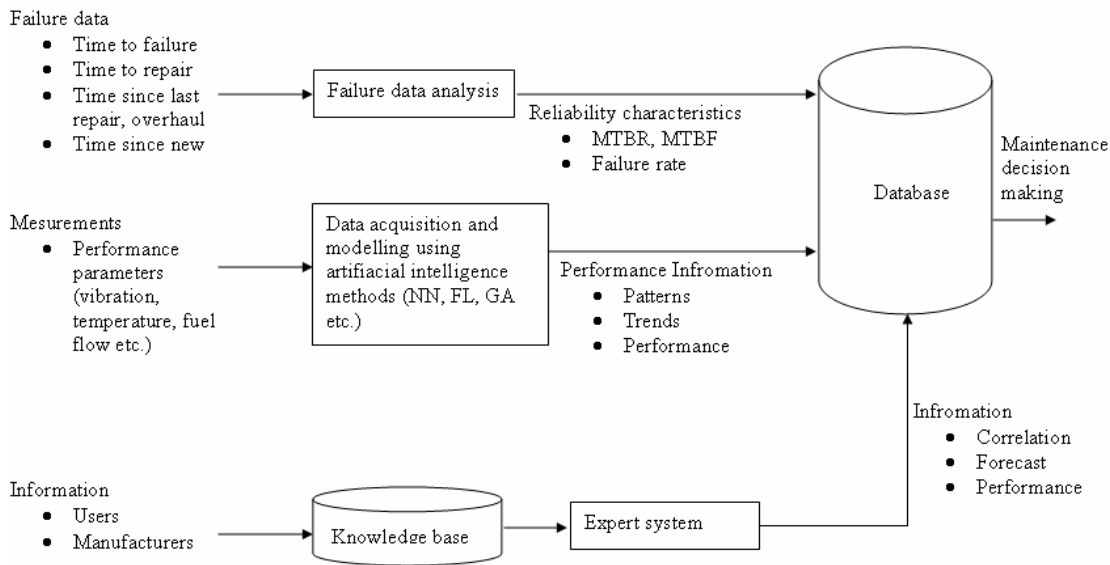 Failure data
● Time to failure
● Time to repair
● Time since last
repair, overhaul
● Time since new
Failure data analysis
Reliability characteristics
● MTBR, MTBF
● Failure rate
Database
Maintenance
decision
making
Mesurements
● Performance
parameters
(vibration,
temperature, fuel
flow etc.)
Data acquisition and
modelling using
artifiacial intelligence
methods (NN, FL, GA
etc.)
Performance Infromation
● Patterns
● Trends
● Performance
Infromation
● Correlation
● Forecast
● Performance
Information
● Users
● Manufacturers
Knowledge base
Expert system